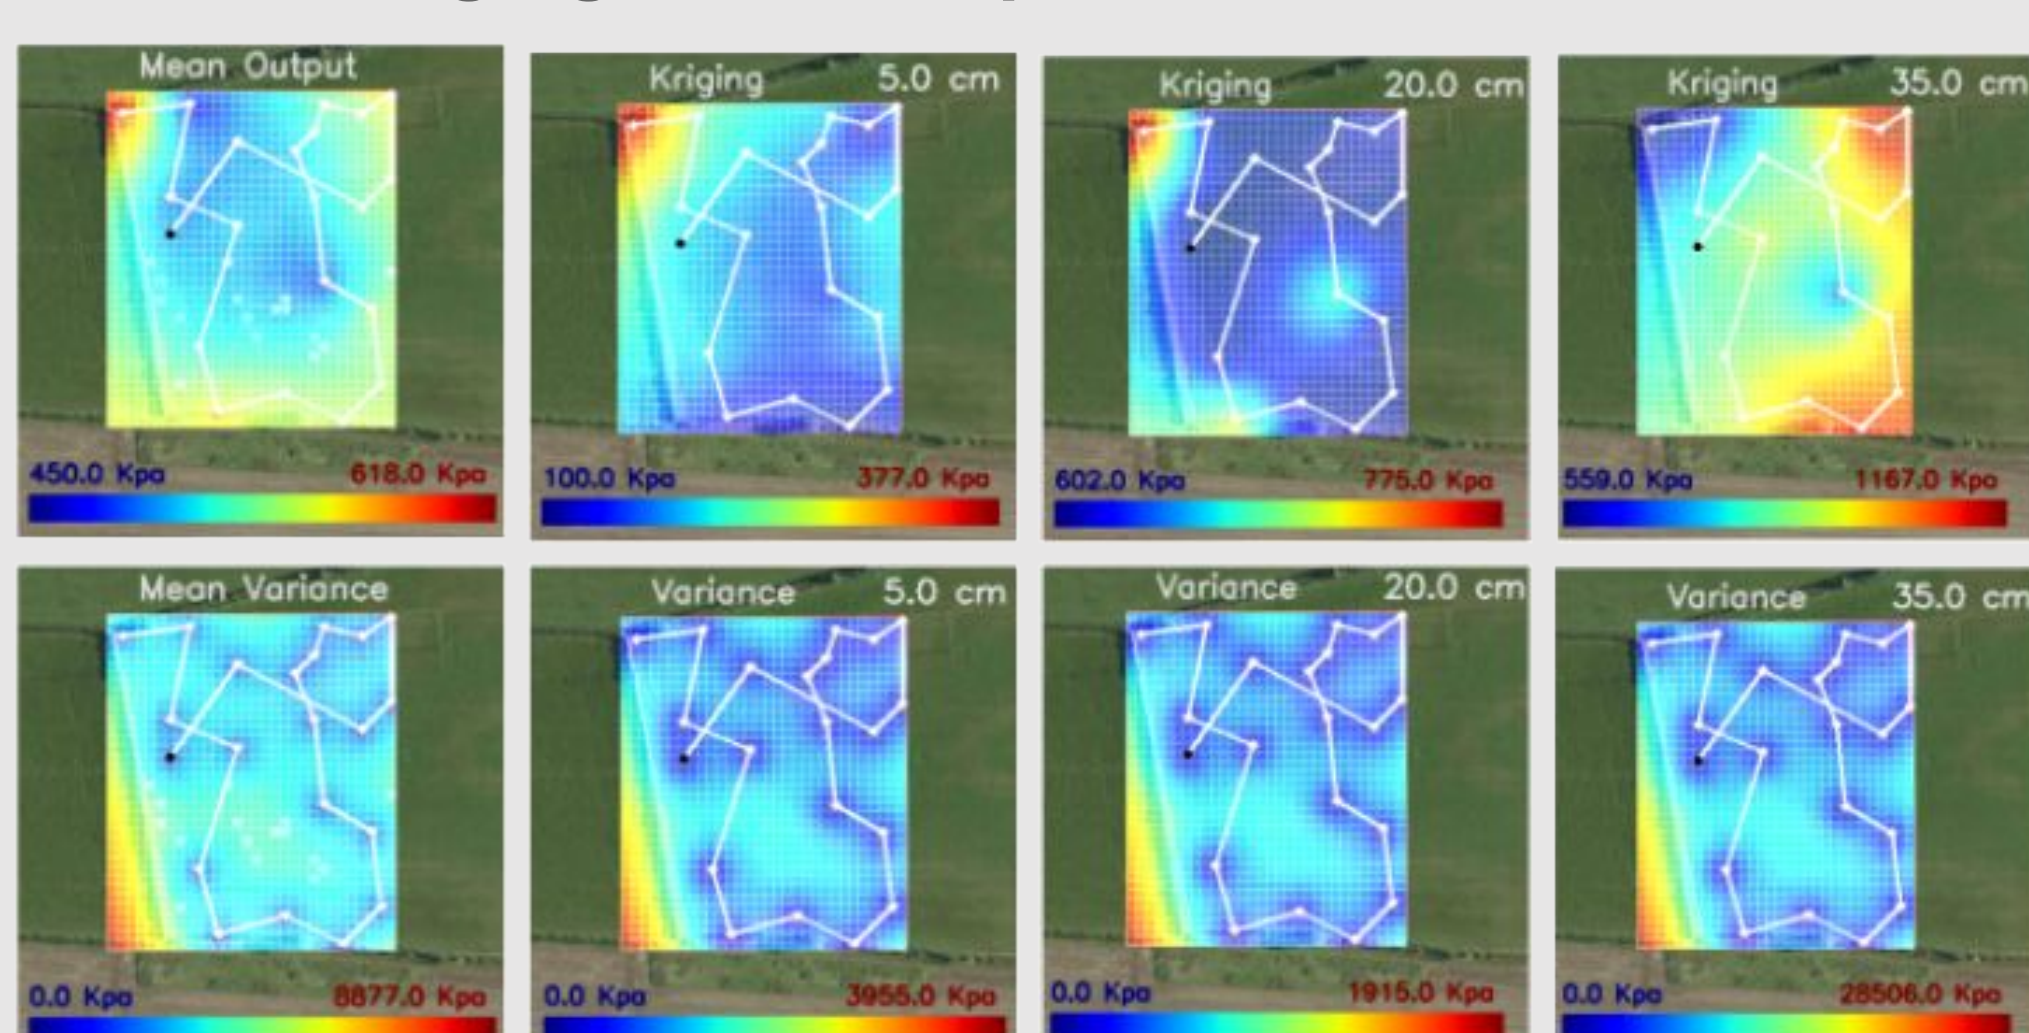 Mean Output
Kriging 5.0 cm
Kriging 20.0 cm
Kriging 35.0 cm
450.0 Kpa 618.0 Kpa
100.0 Kpa 377.0 Kpa
602.0 Kpa 775.0 Kpa
559.0 Kpa 1167.0 Kpa
Mean Variance
Variance 5.0 cm
Variance 20.0 cm
Variance 35.0 cm
0.0 Kpa 8877.0 Kpa
0.0 Kpa 3955.0 Kpa
0.0 Kpa 1915.0 Kpa
0.0 Kpa 28506.0 Kpa